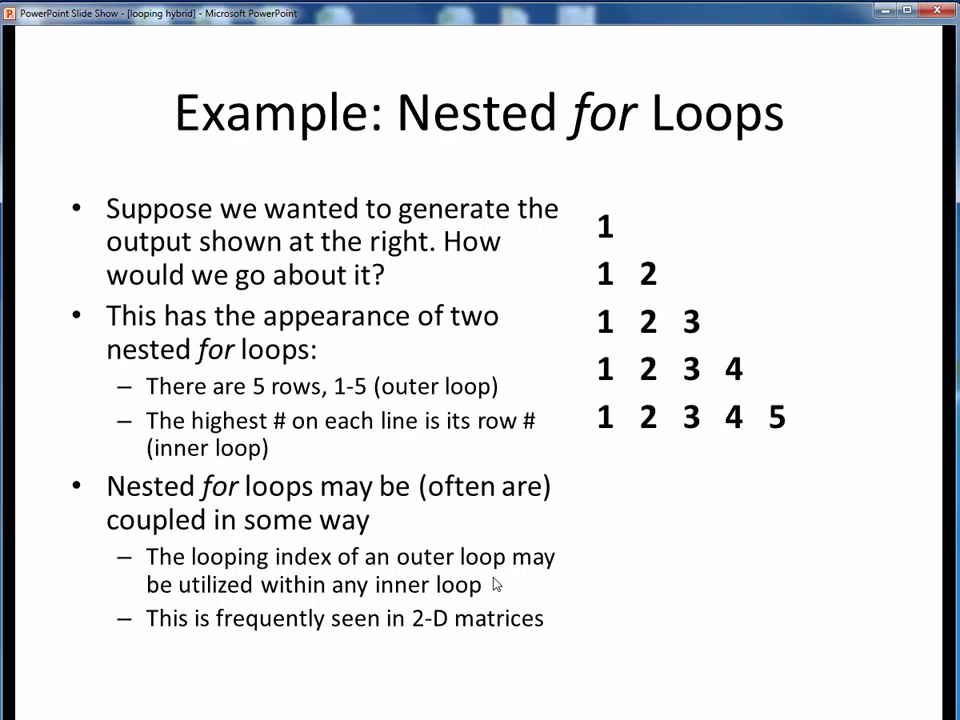 PowerPoint Slide Show - [looping hybrid] - Microsoft PowerPoint
Example: Nested for Loops
• Suppose we wanted to generate the
output shown at the right. How
would we go about it?
• This has the appearance of two
nested for loops:
– There are 5 rows, 1-5 (outer loop)
– The highest # on each line is its row #
(inner loop)
• Nested for loops may be (often are)
coupled in some way
– The looping index of an outer loop may
be utilized within any inner loop
– This is frequently seen in 2-D matrices
1
1 2
1 2 3
1 2 3 4
1 2 3 4 5